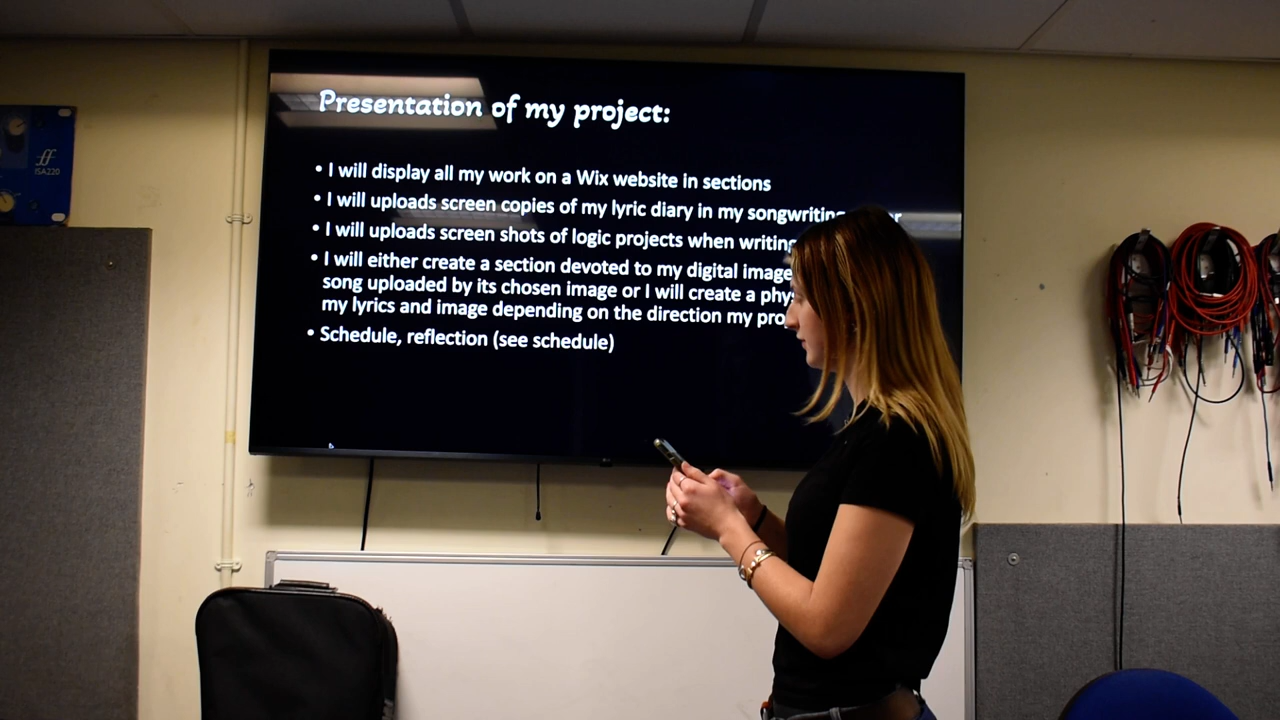 ISA220
Presentation of my project:
• I will display all my work on a Wix website in sections
• I will uploads screen copies of my lyric diary in my songwriting
• I will uploads screen shots of logic projects when writing
• I will either create a section devoted to my digital image
song uploaded by its chosen image or I will create a
my lyrics and image depending on the direction my
• Schedule, reflection (see schedule)